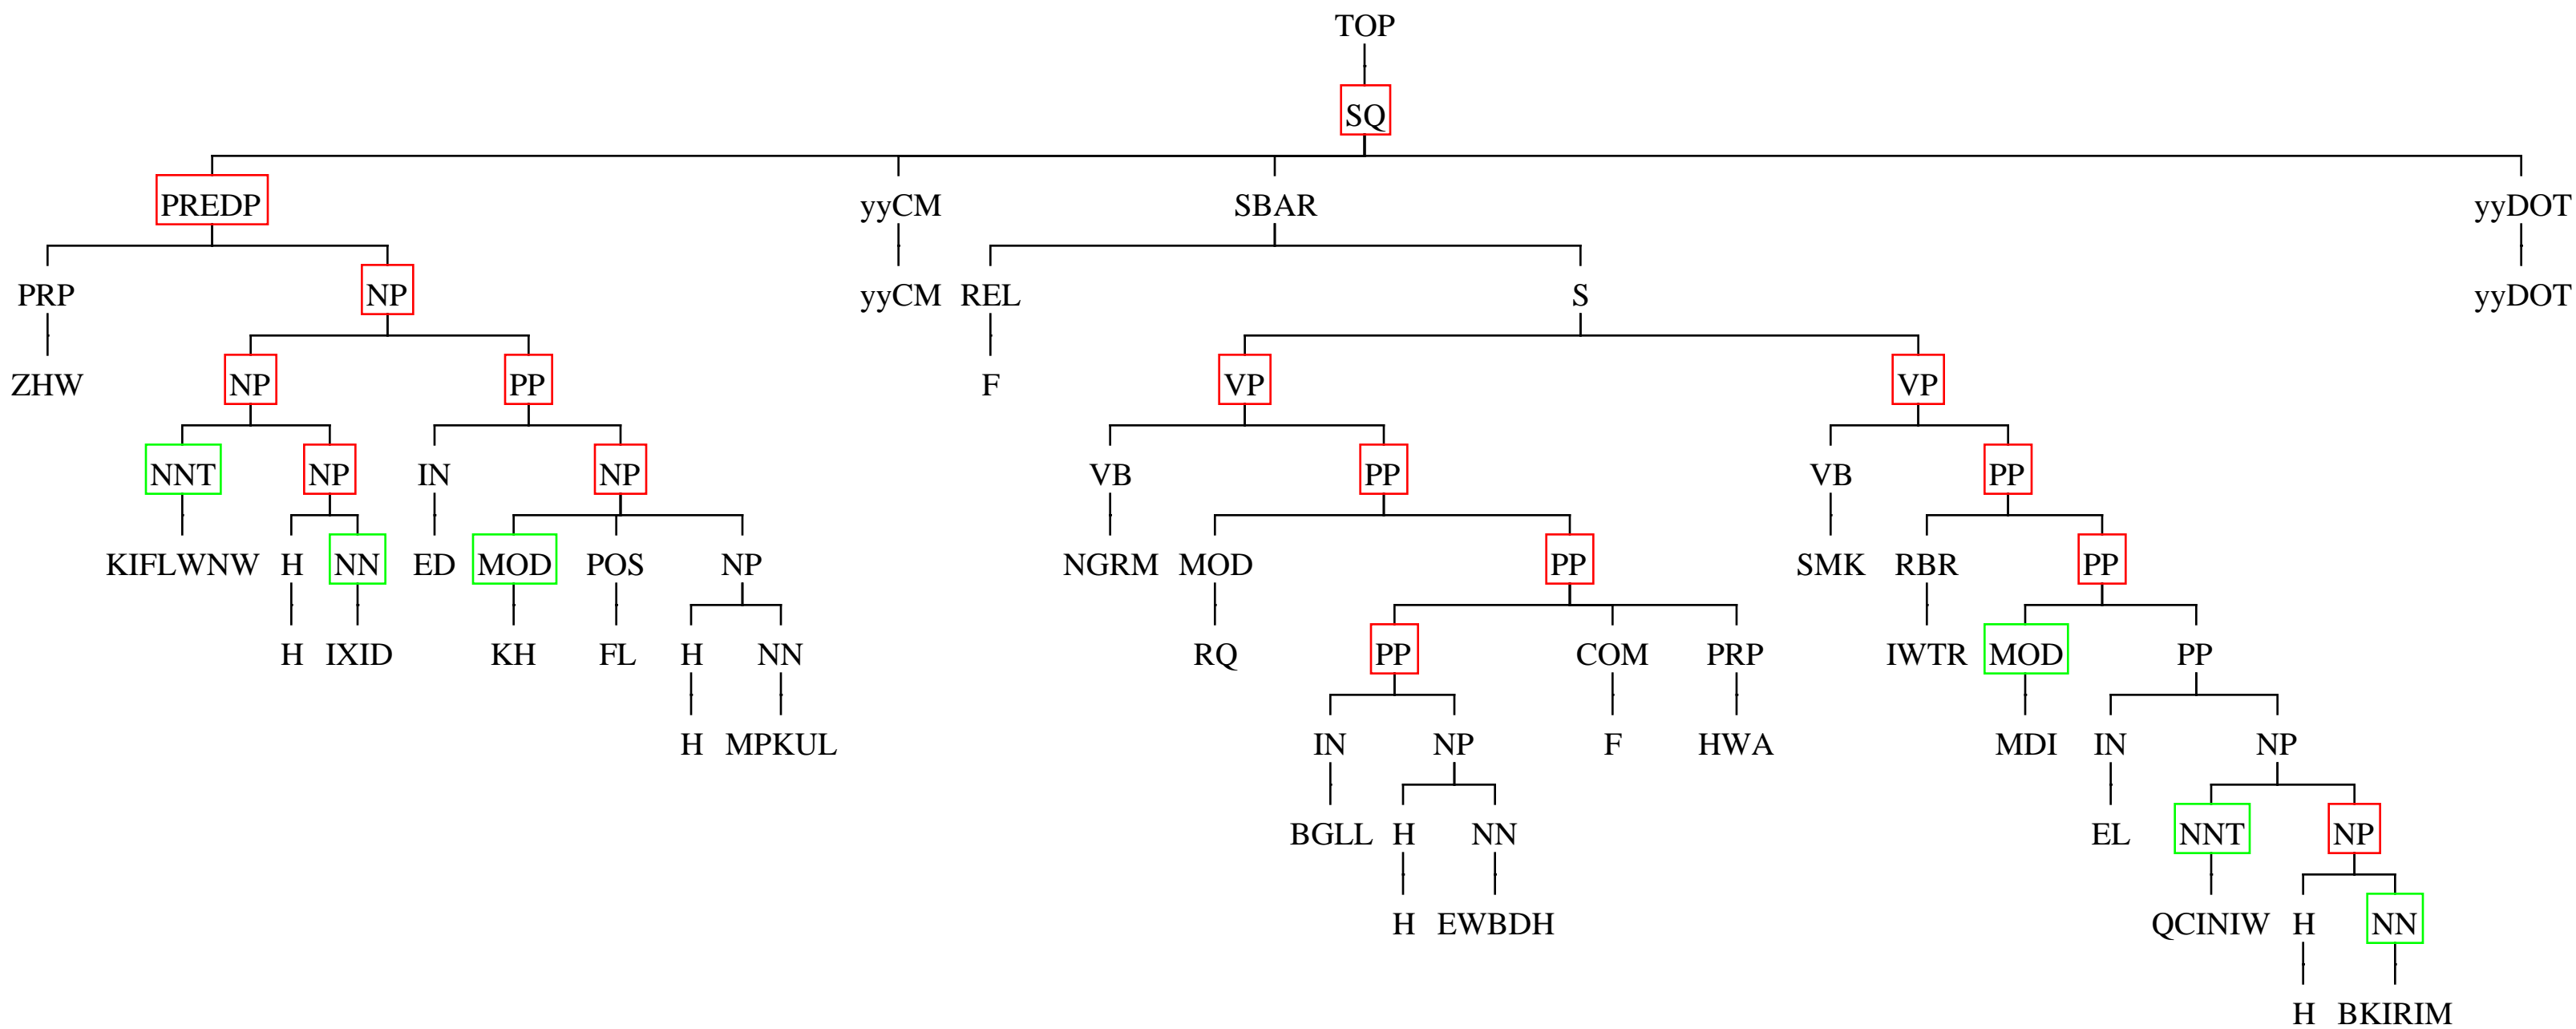 TOP
SQ
PREDP yyCM SBAR yyDOT
PRP NP yyCM REL S yyDOT
ZHW NP PP F VP VP
NNT NP IN NP VB PP VB PP
KIFLWNW H NN ED MOD POS NP NGRM MOD PP SMK RBR PP
H IXID KH FL H NN RQ PP COM PRP IWTR MOD PP
H MPKUL IN NP F HWA MDI IN NP
BGLL H NN EL NNT NP
H EWBDH QCINIW H NN
H BKIRIM